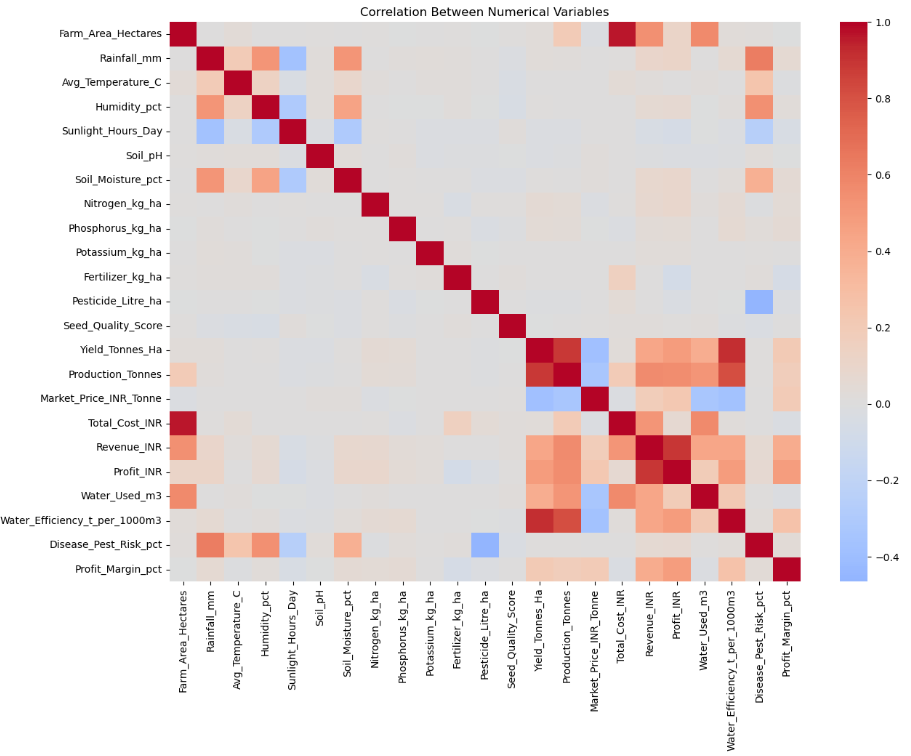 Correlation Between Numerical Variables
Farm_Area_Hectares
Rainfall_mm
Avg_Temperature_C
Humidity_pct
Sunlight_Hours_Day
Soil_pH
Soil_Moisture_pct
Nitrogen_kg_ha
Phosphorus_kg_ha
Potassium_kg_ha
Fertilizer_kg_ha
Pesticide_Litre_ha
Seed_Quality_Score
Yield_Tonnes_Ha
Production_Tonnes
Market_Price_INR_Tonne
Total_Cost_INR
Revenue_INR
Profit_INR
Water_Used_m3
Water_Efficiency_t_per_1000m3
Disease_Pest_Risk_pct
Profit_Margin_pct
Farm_Area_Hectares
Rainfall_mm
Avg_Temperature_C
Humidity_pct
Sunlight_Hours_Day
Soil_pH
Soil_Moisture_pct
Nitrogen_kg_ha
Phosphorus_kg_ha
Potassium_kg_ha
Fertilizer_kg_ha
Pesticide_Litre_ha
Seed_Quality_Score
Yield_Tonnes_Ha
Production_Tonnes
Market_Price_INR_Tonne
Total_Cost_INR
Revenue_INR
Profit_INR
Water_Used_m3
Water_Efficiency_t_per_1000m3
Disease_Pest_Risk_pct
Profit_Margin_pct
1.0
0.8
0.6
0.4
0.2
0.0
−0.2
−0.4